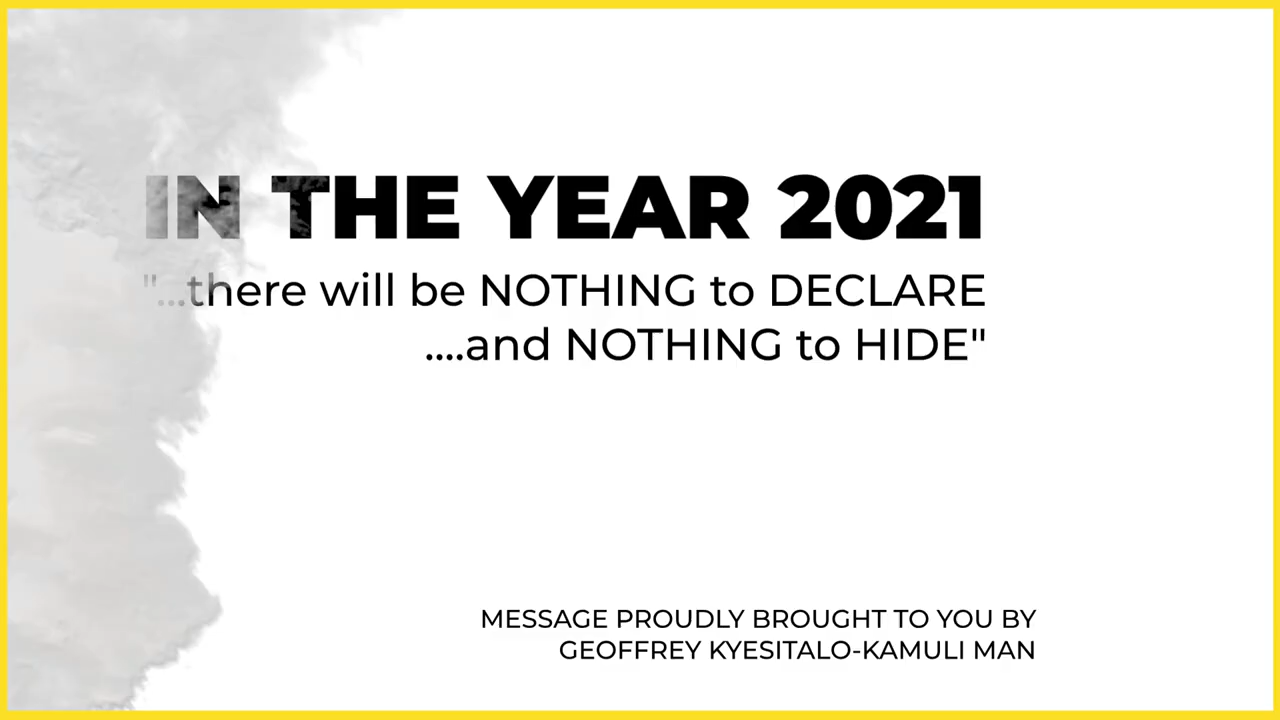 IN THE YEAR 2021
"...there will be NOTHING to DECLARE
....and NOTHING to HIDE"
MESSAGE PROUDLY BROUGHT TO YOU BY
GEOFFREY KYESITALO-KAMULI MAN